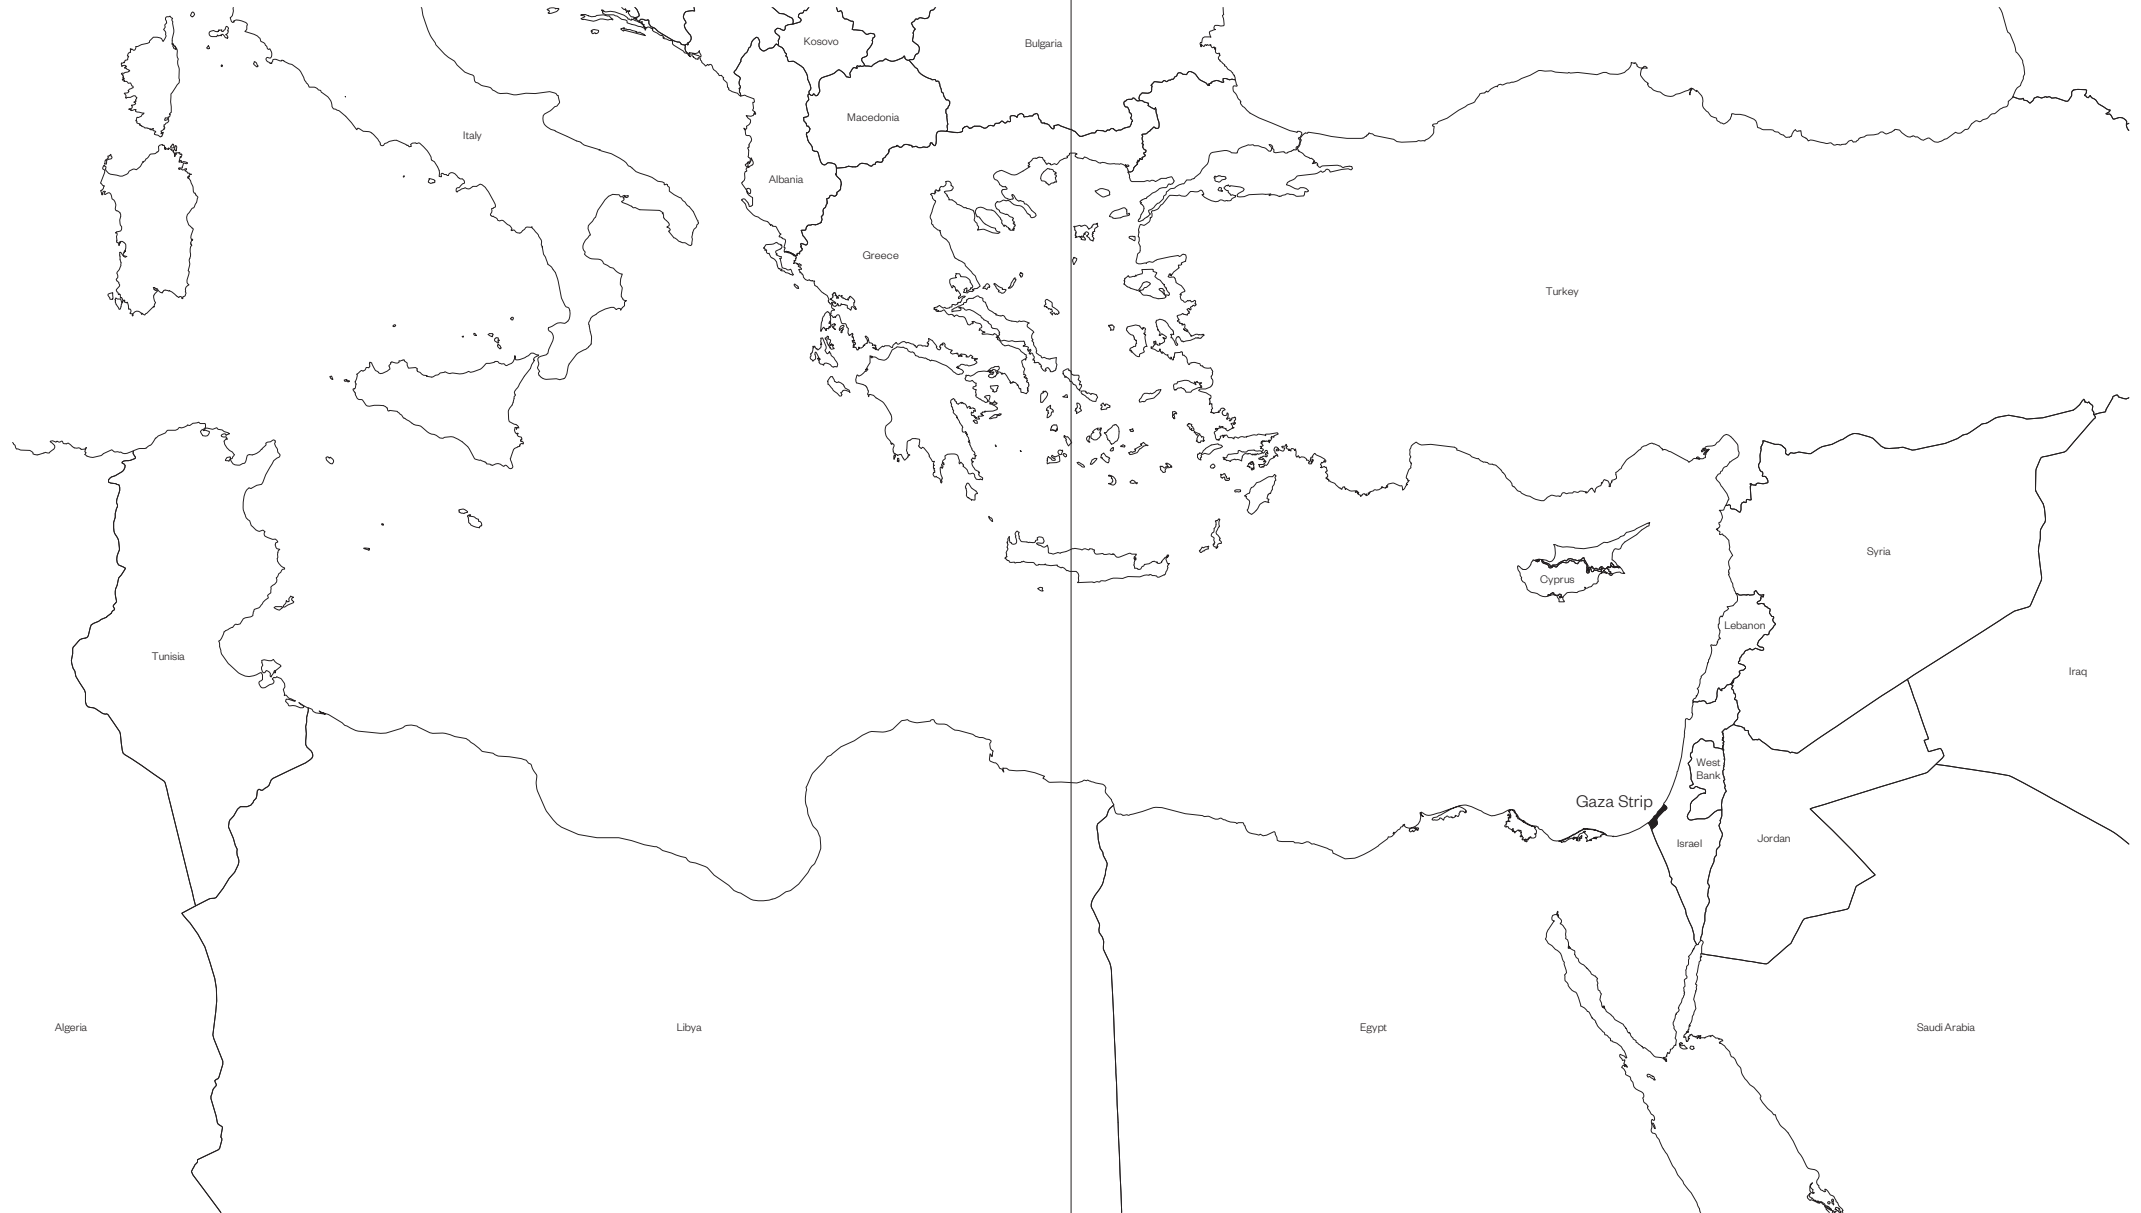 Kosovo
Bulgaria
Macedonia
Italy
Albania
Greece
Turkey
Syria
Cyprus
Lebanon
Tunisia
Iraq
West
Bank
Gaza Strip
Israel
Jordan
Algeria
Libya
Egypt
Saudi Arabia